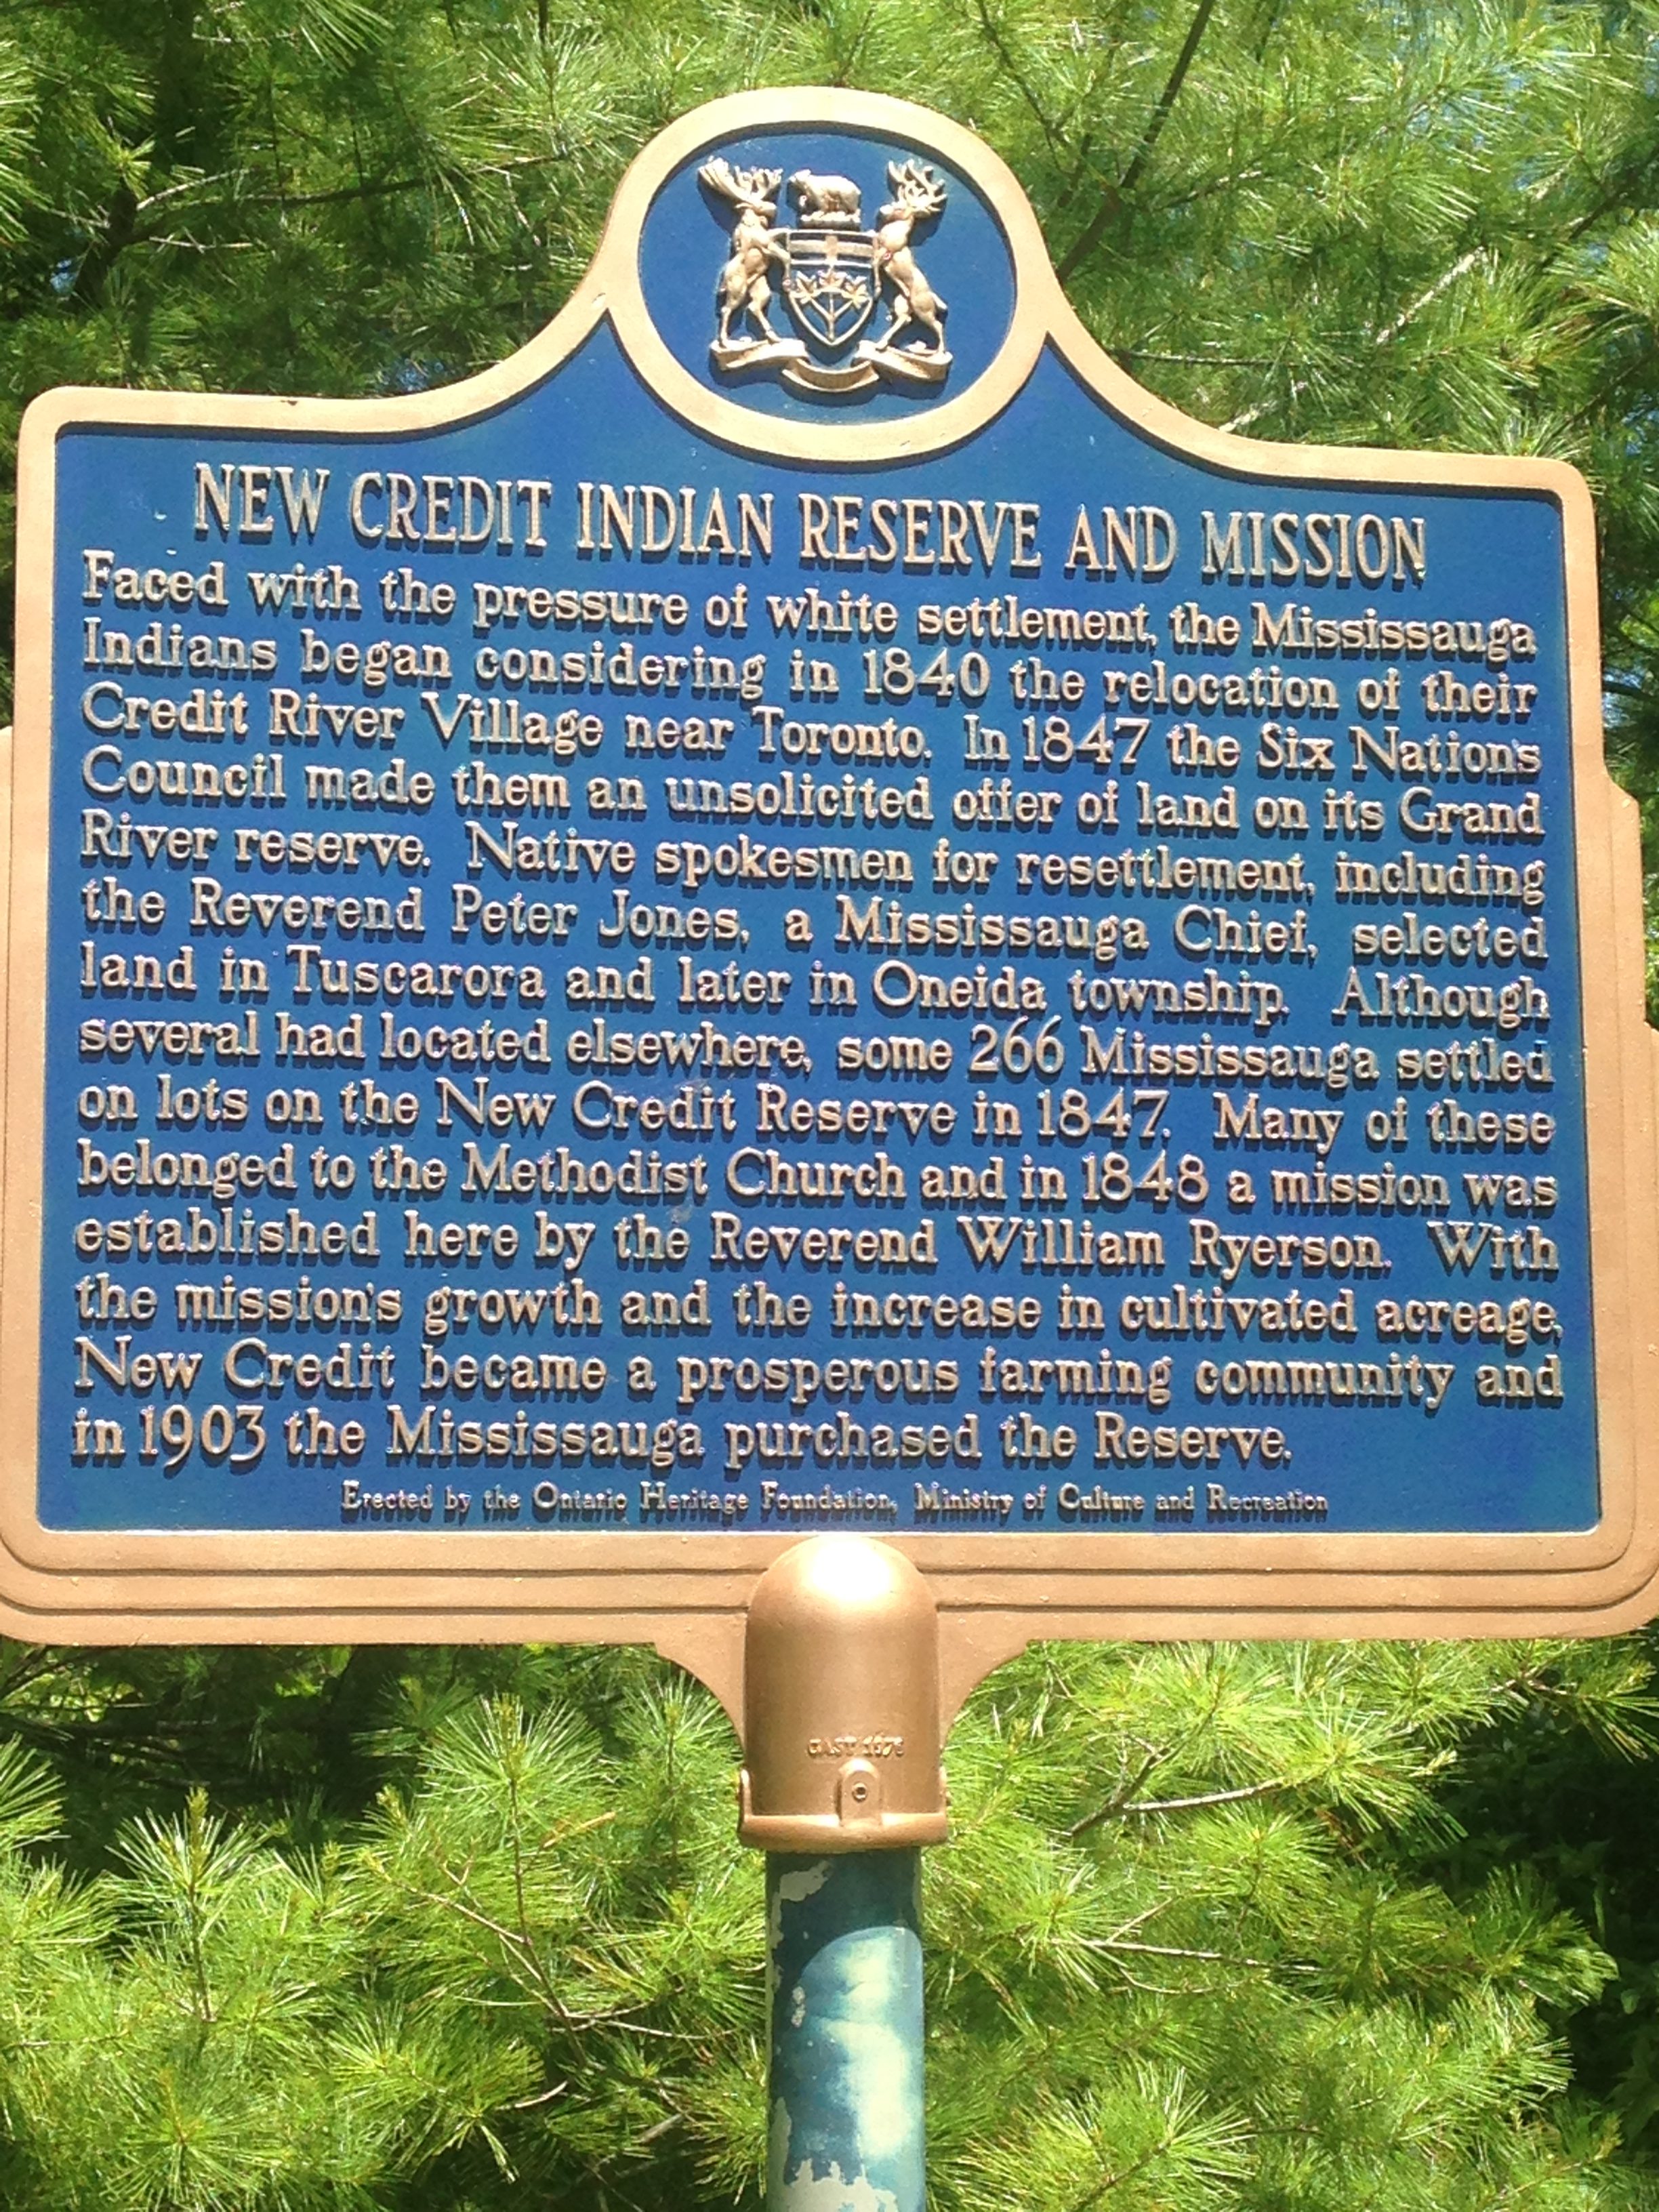 NEW CREDIT INDIAN RESERVE AND MISSION
Faced with the pressure of white settlement, the Mississauga
Indians began considering in 1840 the relocation of their
Credit River Village near Toronto. In 1847 the Six Nations
Council made them an unsolicited offer of land on its Grand
River reserve. Native spokesmen for resettlement, including
the Reverend Peter Jones, a Mississauga Chief, selected
land in Tuscarora and later in Oneida township. Although
several had located elsewhere, some 266 Mississauga settled
on lots on the New Credit Reserve in 1847. Many of these
belonged to the Methodist Church and in 1848 a mission was
established here by the Reverend William Ryerson. With
the mission's growth and the increase in cultivated acreage,
New Credit became a prosperous farming community and
in 1903 the Mississauga purchased the Reserve.
Erected by the Ontario Heritage Foundation, Ministry of Culture and Recreation
CAST